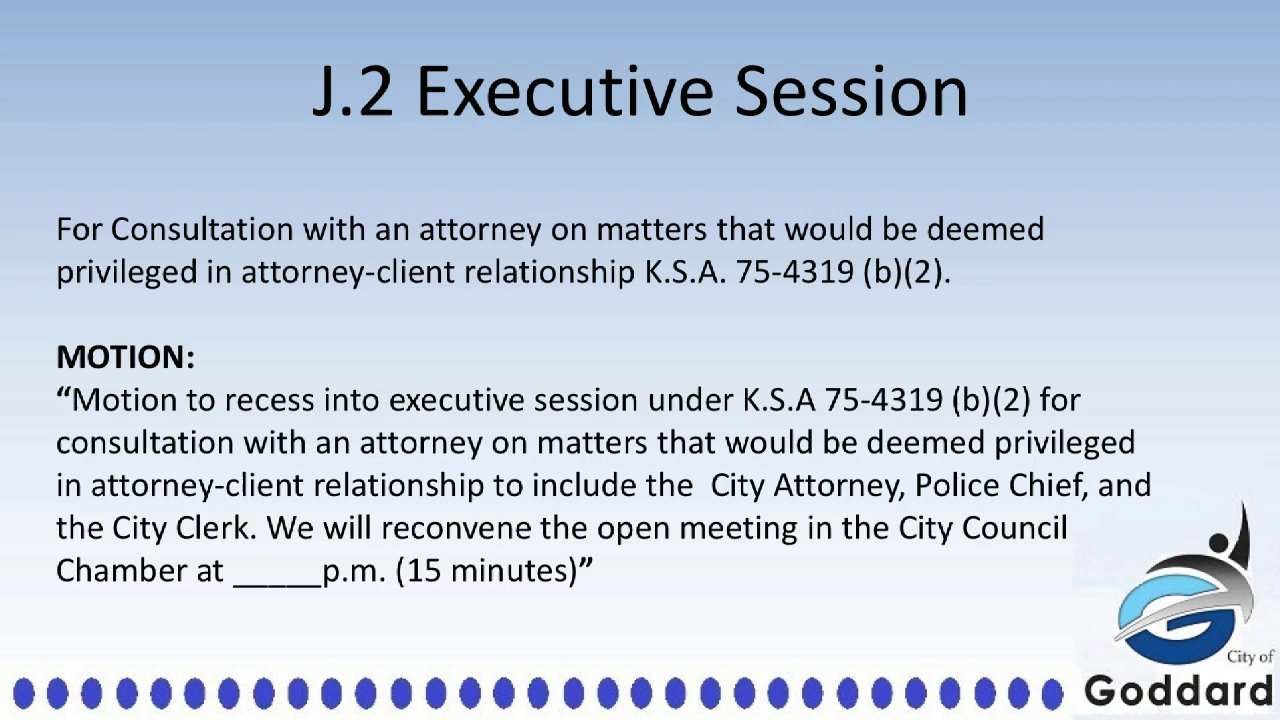 J.2 Executive Session
For Consultation with an attorney on matters that would be deemed
privileged in attorney-client relationship K.S.A. 75-4319 (b)(2).
MOTION:
“Motion to recess into executive session under K.S.A 75-4319 (b)(2) for
consultation with an attorney on matters that would be deemed privileged
in attorney-client relationship to include the  City Attorney, Police Chief, and
the City Clerk. We will reconvene the open meeting in the City Council
Chamber at _____p.m. (15 minutes)”
City of
Goddard